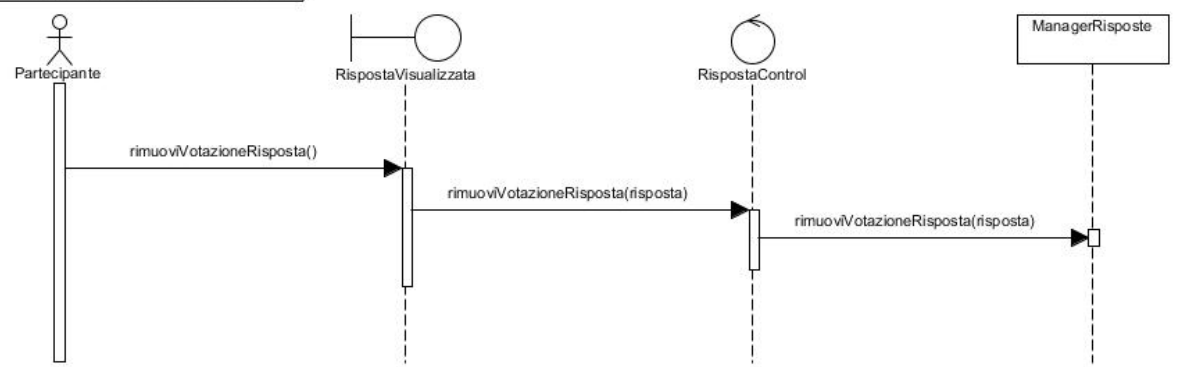 ManagerRisposte
Partecipante
RispostaVisualizzata
RispostaControl
rimuoviVotazioneRisposta()
rimuoviVotazioneRisposta(risposta)
rimuoviVotazioneRisposta(risposta)